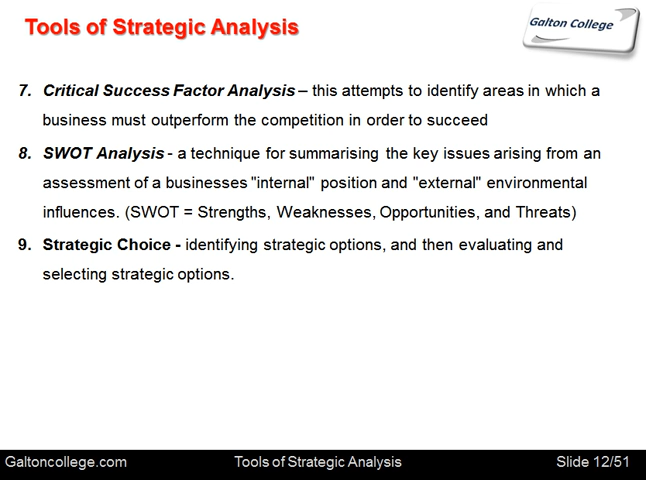 Tools of Strategic Analysis
Galton College
7. Critical Success Factor Analysis – this attempts to identify areas in which a
business must outperform the competition in order to succeed
8. SWOT Analysis - a technique for summarising the key issues arising from an
assessment of a businesses "internal" position and "external" environmental
influences. (SWOT = Strengths, Weaknesses, Opportunities, and Threats)
9. Strategic Choice - identifying strategic options, and then evaluating and
selecting strategic options.
Galtoncollege.com
Tools of Strategic Analysis
Slide 12/51